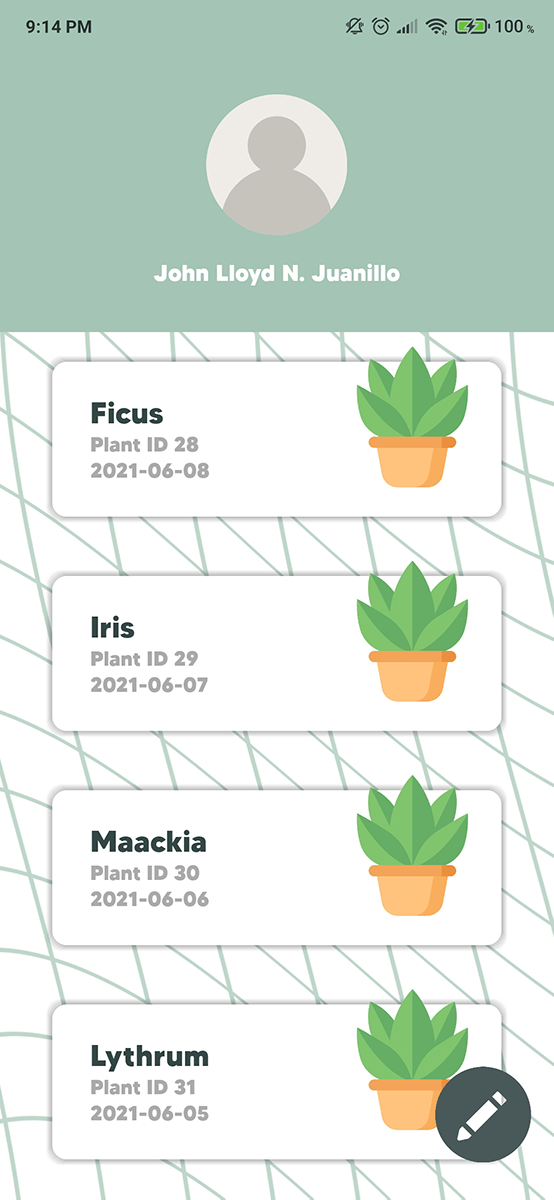 9:14 PM 100 %
John Lloyd N. Juanillo
Ficus
Plant ID 28
2021-06-08
Iris
Plant ID 29
2021-06-07
Maackia
Plant ID 30
2021-06-06
Lythrum
Plant ID 31
2021-06-05